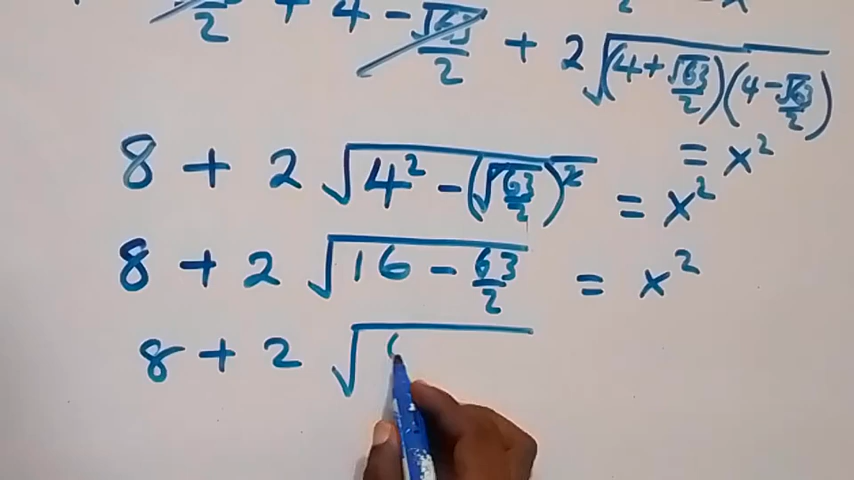 2 + 4 - √63/2 + 2√((4 + √63/2)(4 - √63/2))
= x²
8 + 2 √(4² - (√63/2)²) = x²
8 + 2 √(16 - 63/2) = x²
8 + 2 √